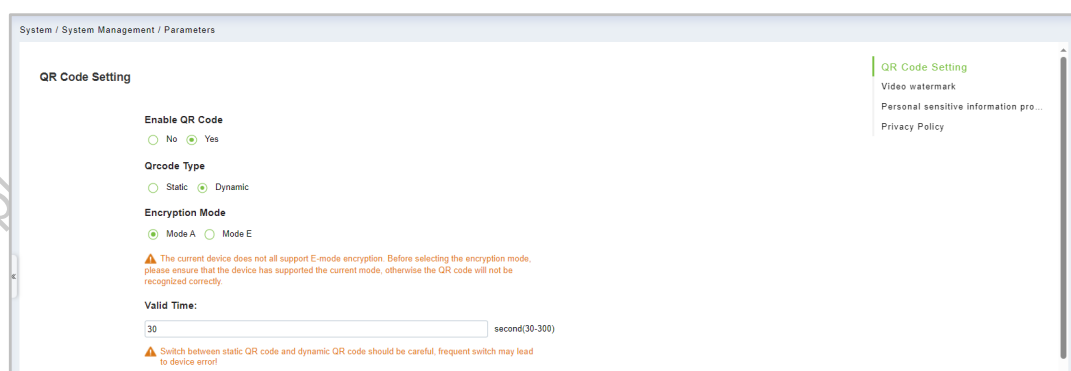 System / System Management / Parameters
QR Code Setting
Enable QR Code
No Yes
Qrcode Type
Static Dynamic
Encryption Mode
Mode A Mode E
The current device does not all support E-mode encryption. Before selecting the encryption mode,
please ensure that the device has supported the current mode, otherwise the QR code will not be
recognized correctly.
Valid Time:
30 second(30-300)
Switch between static QR code and dynamic QR code should be careful, frequent switch may lead
to device error!
QR Code Setting
Video watermark
Personal sensitive information pro...
Privacy Policy